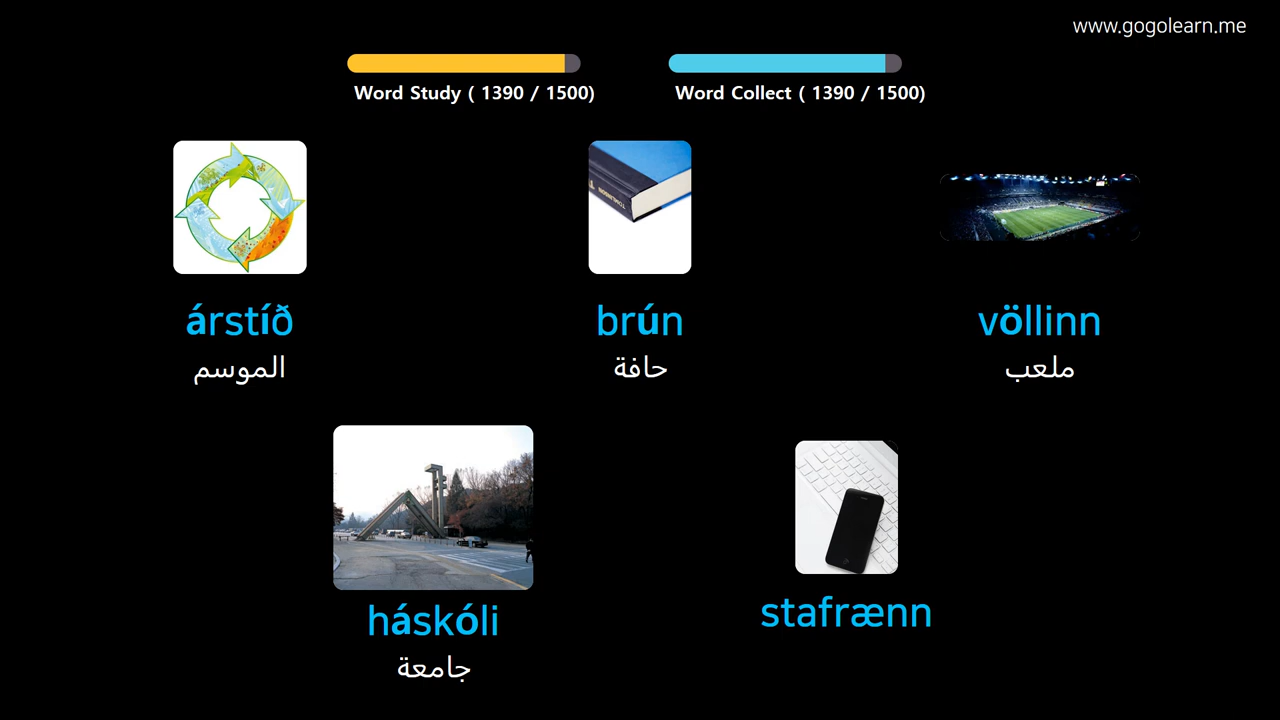 www.gogolearn.me
Word Study ( 1390 / 1500)
Word Collect ( 1390 / 1500)
árstíð
الموسم
brún
حافة
völlinn
ملعب
háskóli
جامعة
stafrænn